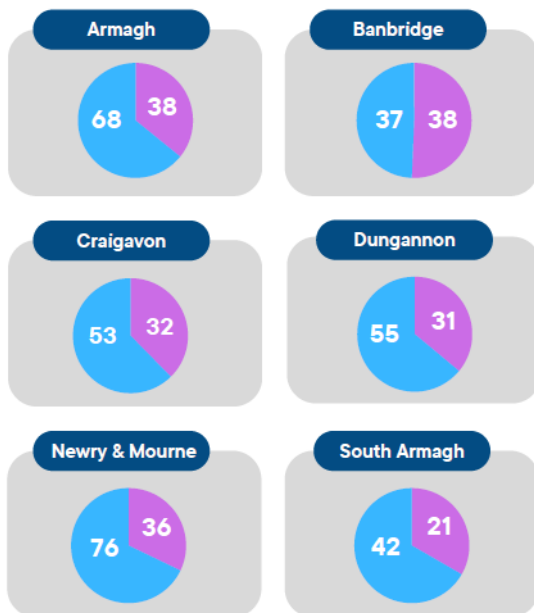 Armagh
Banbridge
68
38
37
38
Craigavon
Dungannon
53
32
55
31
Newry & Mourne
South Armagh
76
36
42
21